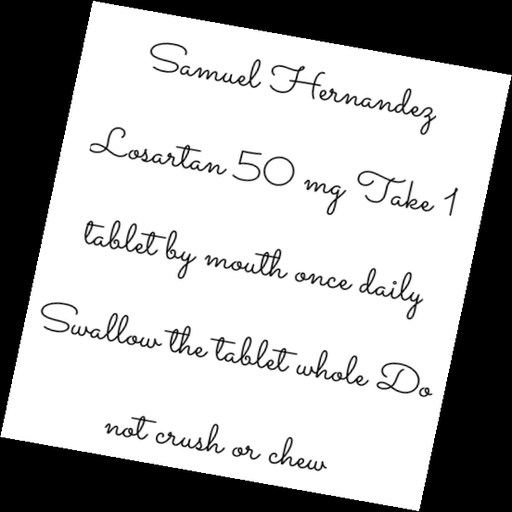 Samuel Hernandez
Losartan 50 mg Take 1
tablet by mouth once daily
Swallow the tablet whole Do
not crush or chew